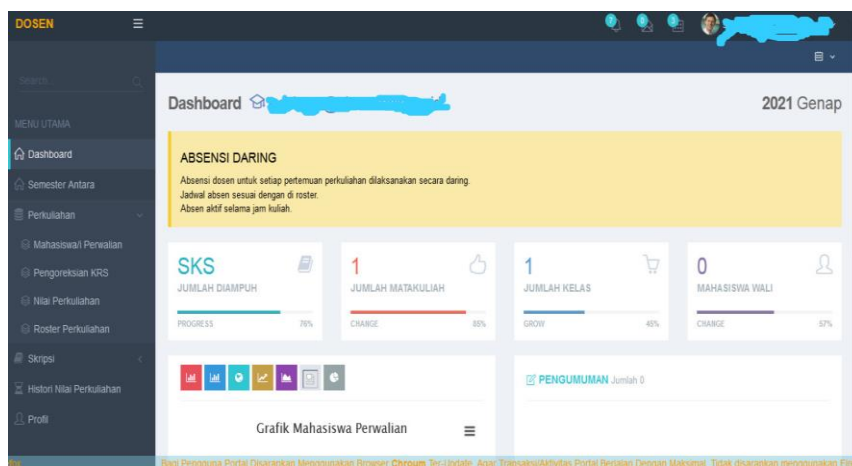 DOSEN
7 0 3
Search...
Dashboard
2021 Genap
MENU UTAMA
Dashboard
Semester Antara
Perkuliahan
Mahasiswa/i Perwalian
Pengoreksian KRS
Nilai Perkuliahan
Roster Perkuliahan
Skripsi
Histori Nilai Perkuliahan
Profil
ABSENSI DARING
Absensi dosen untuk setiap pertemuan perkuliahan dilaksanakan secara daring.
Jadwal absen sesuai dengan di roster.
Absen aktif selama jam kuliah.
SKS
JUMLAH DIAMPUH
PROGRESS 76%
1
JUMLAH MATAKULIAH
CHANGE 85%
1
JUMLAH KELAS
GROW 45%
0
MAHASISWA WALI
CHANGE 57%
Grafik Mahasiswa Perwalian
PENGUMUMAN Jumlah 0
Bagi Pengguna Portal Disarankan Menggunakan Browser Chroum Ter-Update. Agar Transaksi/Aktivitas Portal Berjalan Dengan Maksimal. Tidak disarankan menggunakan